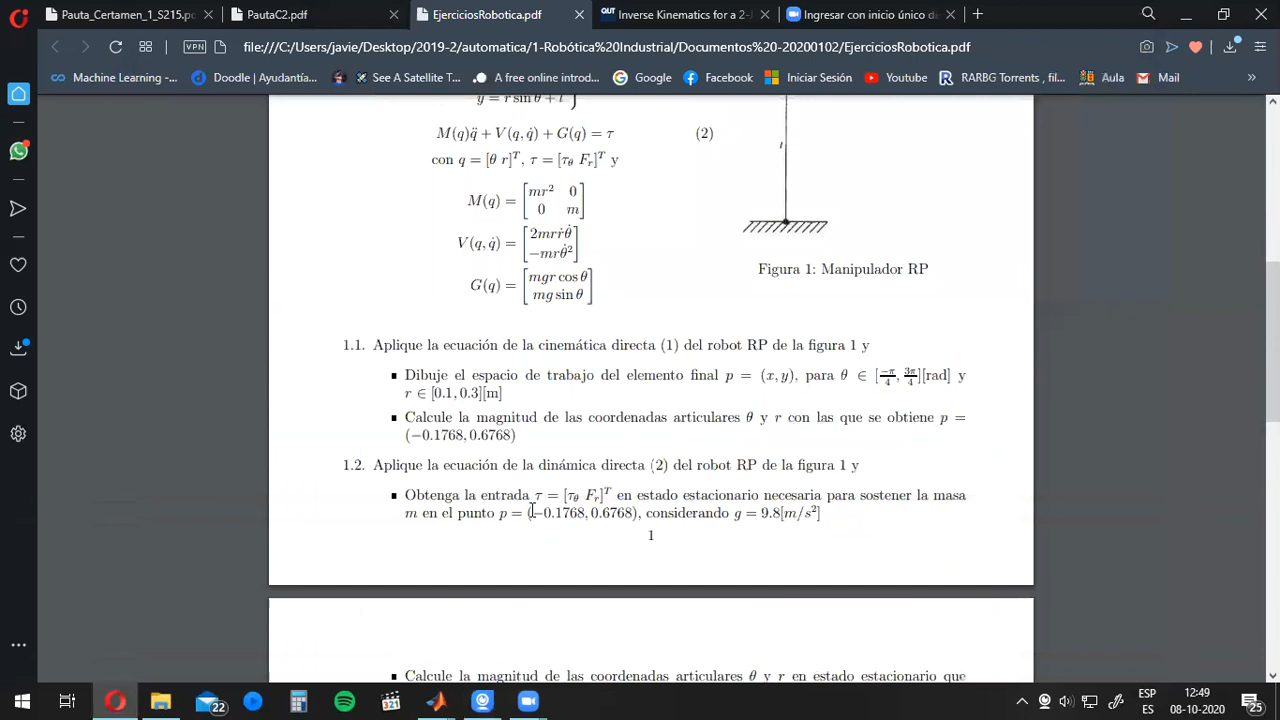 Pauta_Certamen_1_S215.pc
PautaC2.pdf
EjerciciosRobotica.pdf
QUT
Inverse Kinematics for a 2-J
Ingresar con inicio único de
VPN
file:///C:/Users/javie/Desktop/2019-2/automatica/1-Robótica%20Industrial/Documentos%20-20200102/EjerciciosRobotica.pdf
Machine Learning -...
Doodle | Ayudantía...
See A Satellite T...
A free online introd...
Google
Facebook
Iniciar Sesión
YouTube
RARBG Torrents , fil...
Aula
Mail
»
y = r sin θ + l
M(q)q̈ + V(q, q̇) + G(q) = τ (2)
con q = [θ r]ᵀ, τ = [τθ Fr]ᵀ y
M(q) = [mr² 0
0 m]
V(q, q̇) = [2mrṙθ̇
−mrθ̇²]
G(q) = [mgr cos θ
mg sin θ]
l
Figura 1: Manipulador RP
1.1. Aplique la ecuación de la cinemática directa (1) del robot RP de la figura 1 y
▪ Dibuje el espacio de trabajo del elemento final p = (x, y), para θ ∈ [−π/4, 3π/4][rad] y
r ∈ [0.1, 0.3][m]
▪ Calcule la magnitud de las coordenadas articulares θ y r con las que se obtiene p =
(−0.1768, 0.6768)
1.2. Aplique la ecuación de la dinámica directa (2) del robot RP de la figura 1 y
▪ Obtenga la entrada τ = [τθ Fr]ᵀ en estado estacionario necesaria para sostener la masa
m en el punto p = (−0.1768, 0.6768), considerando g = 9.8[m/s²]
1
▪ Calcule la magnitud de las coordenadas articulares θ y r en estado estacionario que
22
321
ESP
ES
12:49
08-10-2020
25